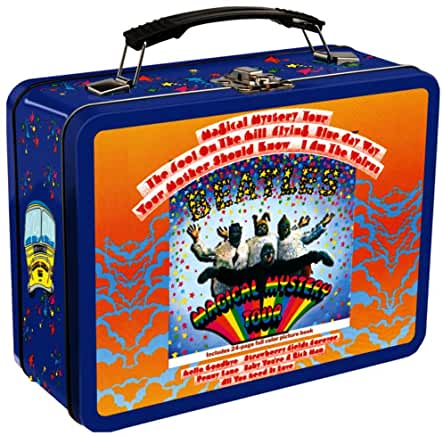 Magical Mystery Tour
The Fool On The Hill Flying Blue Jay Way
Your Mother Should Know I Am The Walrus
BEATLES
MAGICAL MYSTERY
TOUR
Includes 24-page full color picture book
Hello Goodbye Strawberry Fields Forever
Penny Lane Baby You're A Rich Man
All You Need Is Love